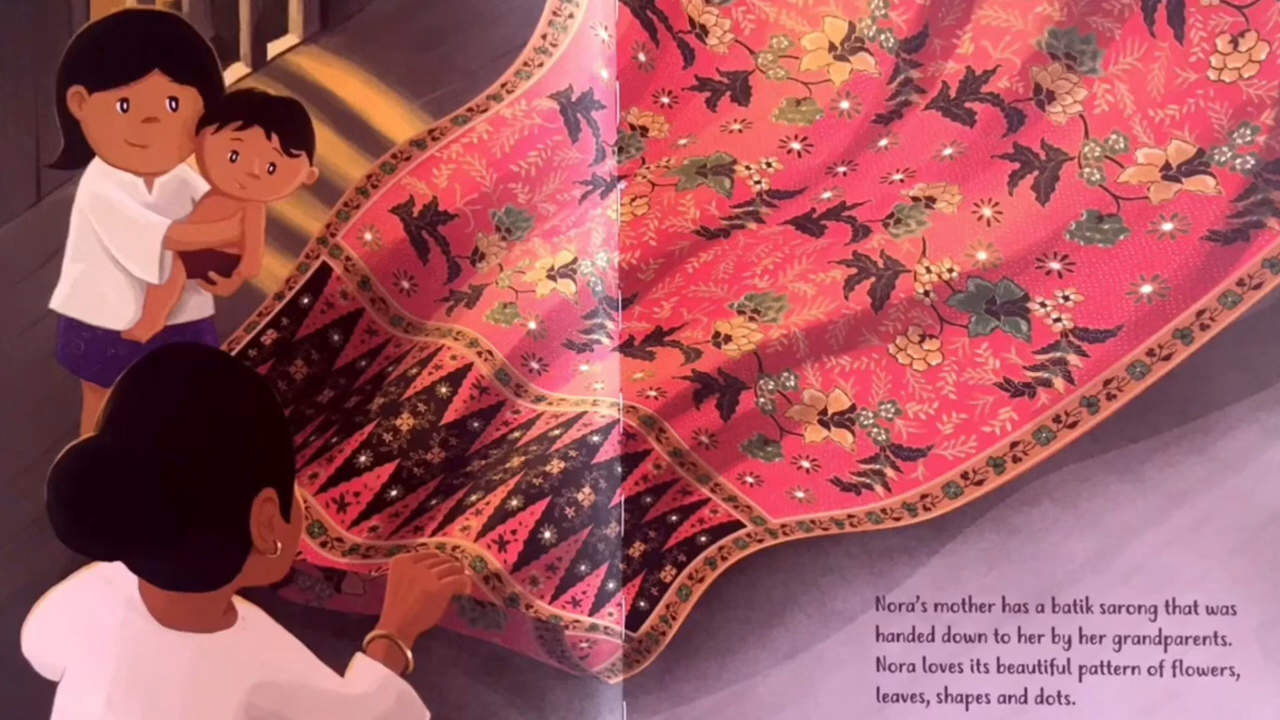 Nora's mother has a batik sarong that was
handed down to her by her grandparents.
Nora loves its beautiful pattern of flowers,
leaves, shapes and dots.